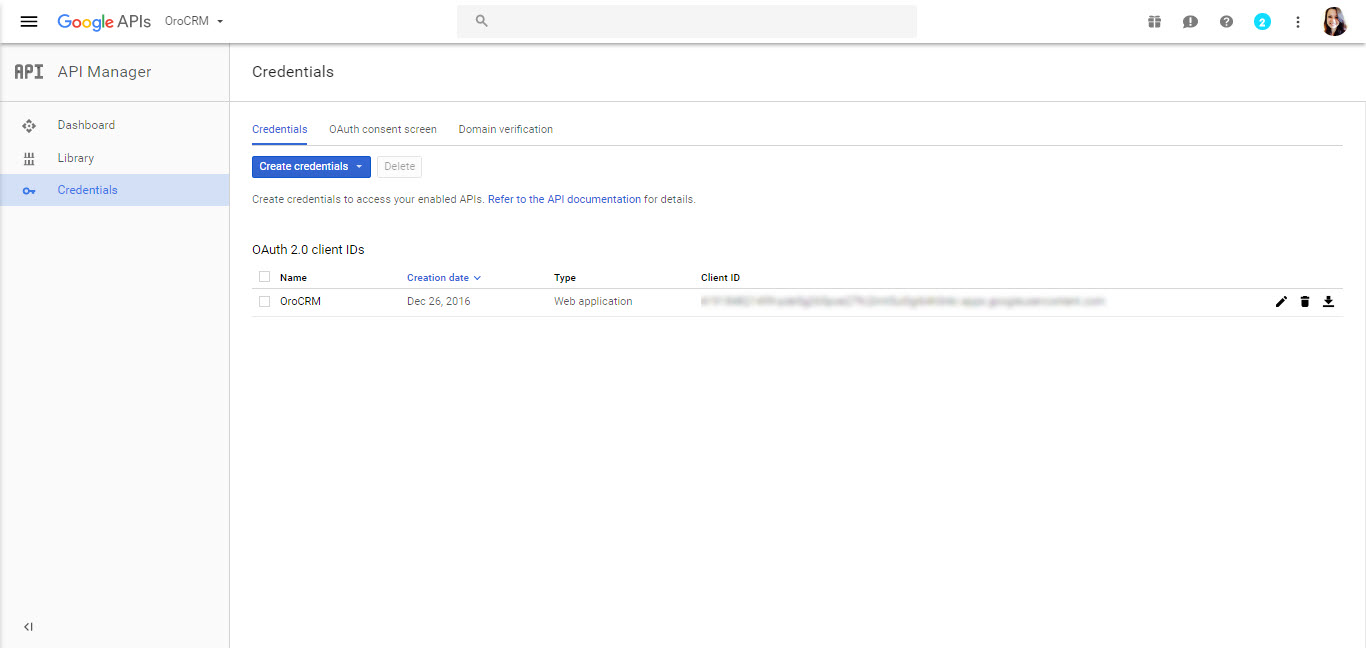 Google APIs OroCRM
2
API API Manager
Credentials
Dashboard
Library
Credentials
Credentials OAuth consent screen Domain verification
Create credentials Delete
Create credentials to access your enabled APIs. Refer to the API documentation for details.
OAuth 2.0 client IDs
Name Creation date Type Client ID
OroCRM Dec 26, 2016 Web application